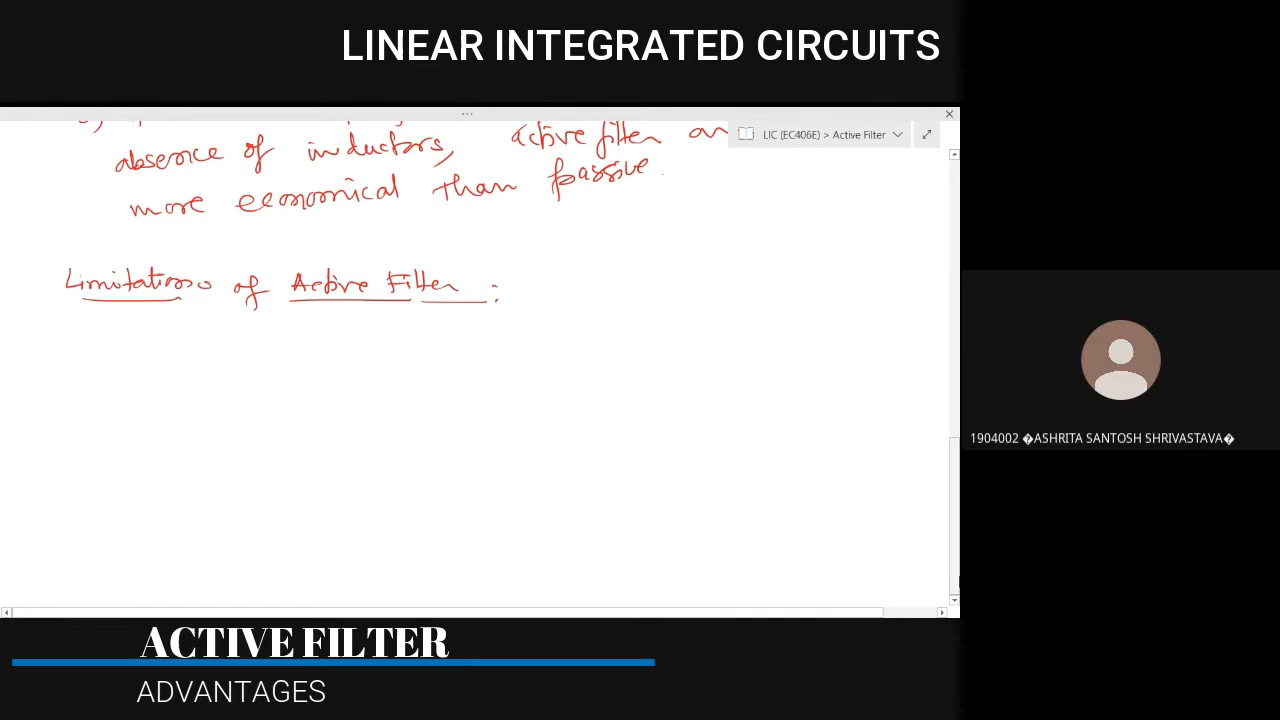 LINEAR INTEGRATED CIRCUITS
LIC (EC406E) > Active Filter
absence of inductors, active filter
more economical than passive
Limitations of Active Filter :
1904002 �ASHRITA SANTOSH SHRIVASTAVA�
ACTIVE FILTER
ADVANTAGES